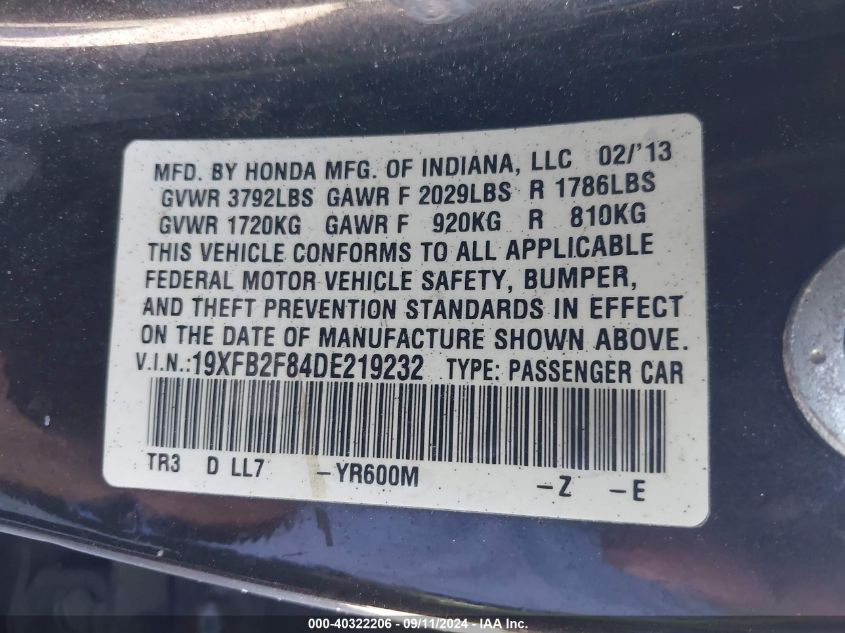 MFD. BY HONDA MFG. OF INDIANA, LLC 02/'13
GVWR 3792LBS GAWR F 2029LBS R 1786LBS
GVWR 1720KG GAWR F 920KG R 810KG
THIS VEHICLE CONFORMS TO ALL APPLICABLE
FEDERAL MOTOR VEHICLE SAFETY, BUMPER,
AND THEFT PREVENTION STANDARDS IN EFFECT
ON THE DATE OF MANUFACTURE SHOWN ABOVE.
V.I.N.:19XFB2F84DE219232 TYPE: PASSENGER CAR
TR3 D LL7 -YR600M -Z -E
000-40322206 - 09/11/2024 - IAA Inc.